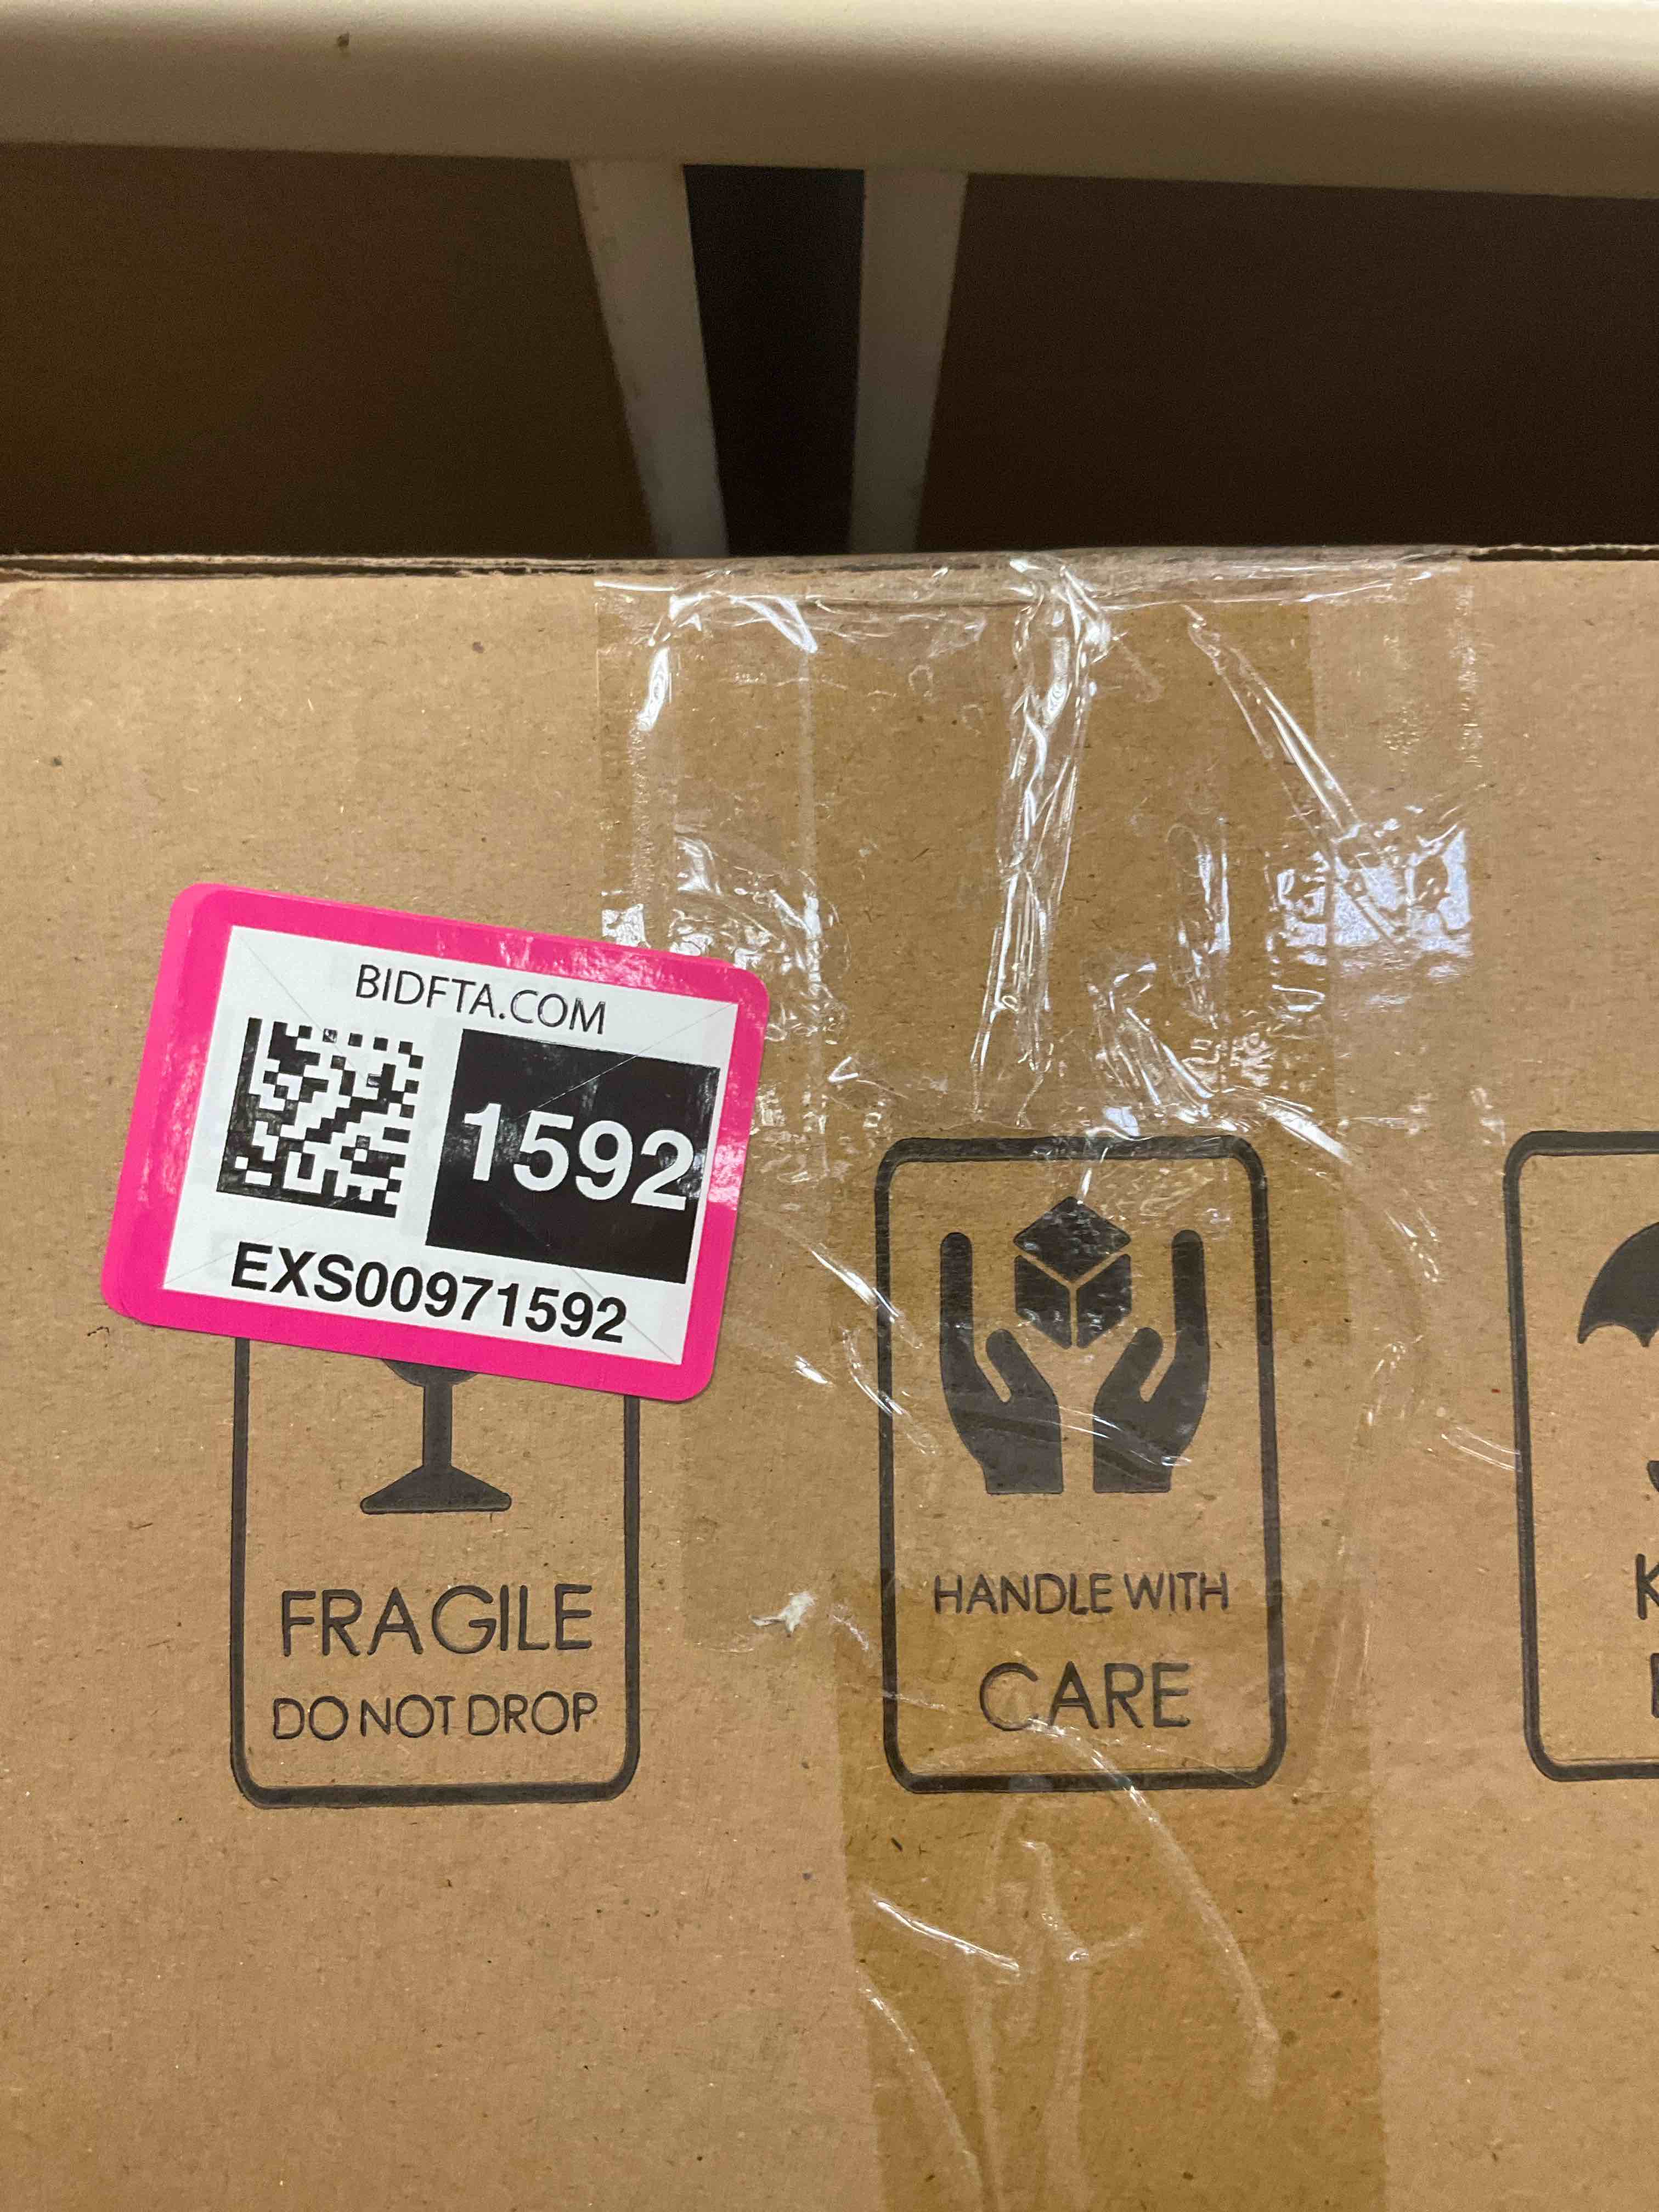 BIDFTA.COM
1592
EXS00971592
FRAGILE
DO NOT DROP
HANDLE WITH
CARE
K